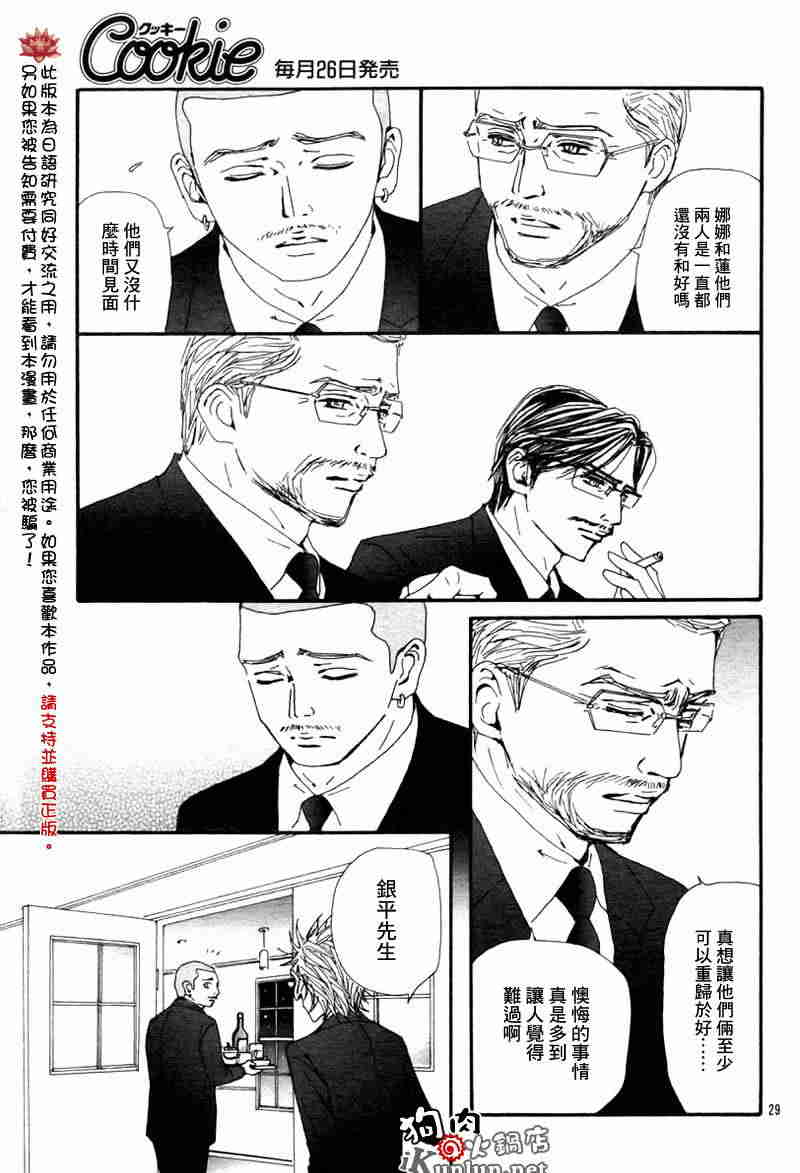 クッキー
Cookie
毎月26日発売
此版本為日語研究同好交流之用，請勿用於任何商業用途。如果您喜歡本作品，請支持並購買正版。
另如果您被告知需要付費，才能看到本漫畫，那麼，您被騙了！
娜娜和蓮他們
兩人是一直都
還沒有和好嗎
他們又沒什
麼時間見面
真想讓他們倆至少
可以重歸於好……
懊悔的事情
真是多到
讓人覺得
難過啊
銀平先生
29
狗肉
火鍋店
iKuplun.net